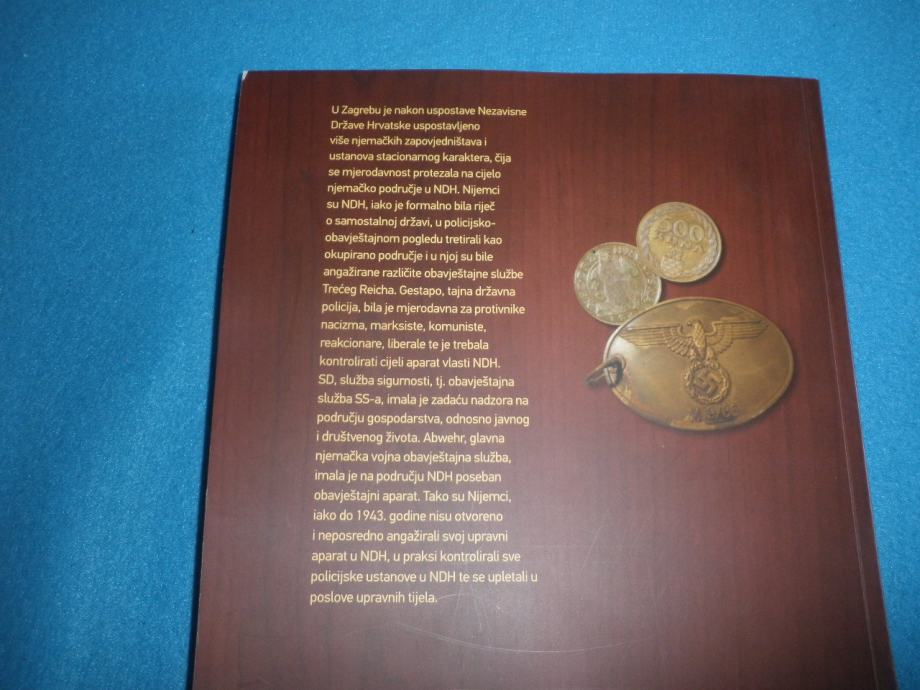 U Zagrebu je nakon uspostave Nezavisne
Države Hrvatske uspostavljeno
više njemačkih zapovjedništava i
ustanova stacionarnog karaktera, čija
se mjerodavnost protezala na cijelo
njemačko područje u NDH. Nijemci
su NDH, iako je formalno bila riječ
o samostalnoj državi, u policijsko-
obavještajnom pogledu tretirali kao
okupirano područje i u njoj su bile
angažirane različite obavještajne službe
Trećeg Reicha. Gestapo, tajna državna
policija, bila je mjerodavna za protivnike
nacizma, marksiste, komuniste,
reakcionare, liberale te je trebala
kontrolirati cijeli aparat vlasti NDH.
SD, služba sigurnosti, tj. obavještajna
služba SS-a, imala je zadaću nadzora na
području gospodarstva, odnosno javnog
i društvenog života. Abwehr, glavna
njemačka vojna obavještajna služba,
imala je na području NDH poseban
obavještajni aparat. Tako su Nijemci,
iako do 1943. godine nisu otvoreno
i neposredno angažirali svoj upravni
aparat u NDH, u praksi kontrolirali sve
policijske ustanove u NDH te se upletali u
poslove upravnih tijela.
200